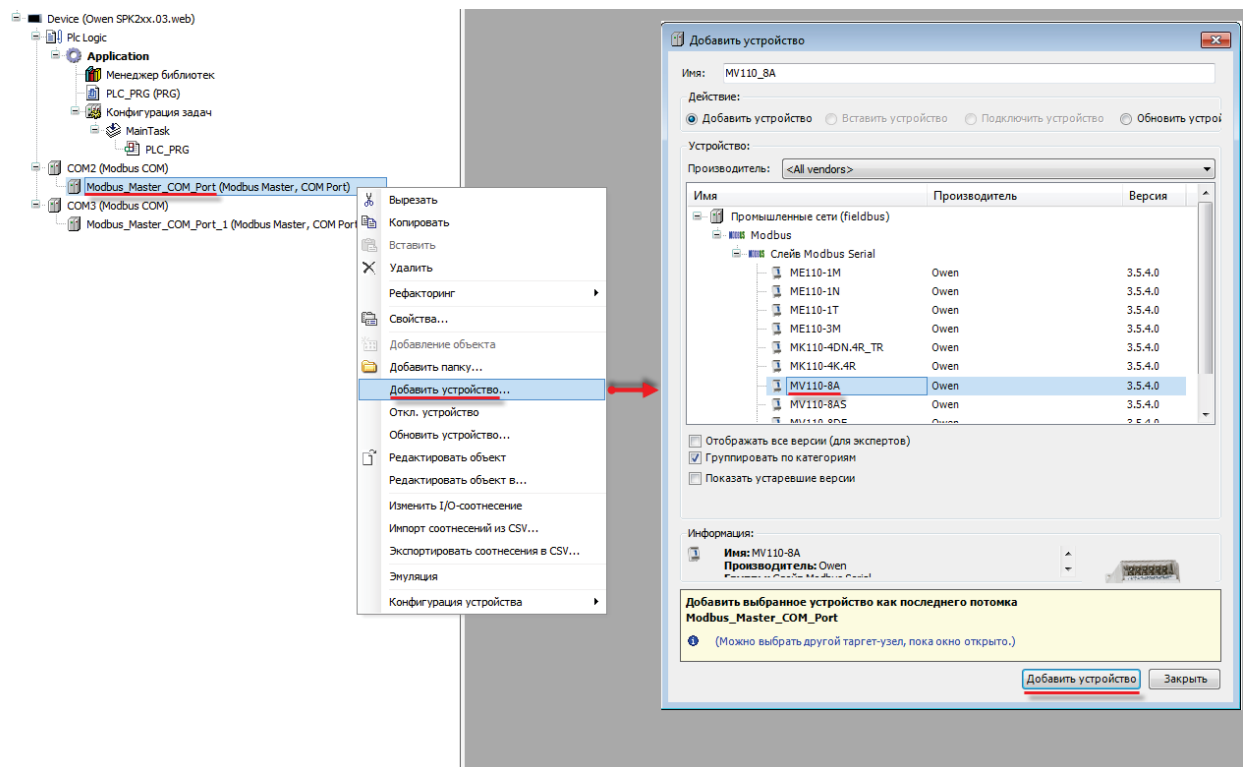 Device (Owen SPK2xx.03.web)
Plc Logic
Application
Менеджер библиотек
PLC_PRG (PRG)
Конфигурация задач
MainTask
PLC_PRG
COM2 (Modbus COM)
Modbus_Master_COM_Port (Modbus Master, COM Port)
COM3 (Modbus COM)
Modbus_Master_COM_Port_1 (Modbus Master, COM Port
Вырезать
Копировать
Вставить
Удалить
Рефакторинг
Свойства...
Добавление объекта
Добавить папку...
Добавить устройство...
Откл. устройство
Обновить устройство...
Редактировать объект
Редактировать объект в...
Изменить I/O-соотнесение
Импорт соотнесений из CSV...
Экспортировать соотнесения в CSV...
Эмуляция
Конфигурация устройства
Добавить устройство
Имя: MV110_8A
Действие:
Добавить устройство Вставить устройство Подключить устройство Обновить устрой
Устройство:
Производитель: <All vendors>
Имя Производитель Версия
Промышленные сети (fieldbus)
Modbus
Слейв Modbus Serial
ME110-1M Owen 3.5.4.0
ME110-1N Owen 3.5.4.0
ME110-1T Owen 3.5.4.0
ME110-3M Owen 3.5.4.0
MK110-4DN.4R_TR Owen 3.5.4.0
MK110-4K.4R Owen 3.5.4.0
MV110-8A Owen 3.5.4.0
MV110-8AS Owen 3.5.4.0
MV110-8DF Owen 3.5.4.0
Отображать все версии (для экспертов)
Группировать по категориям
Показать устаревшие версии
Информация:
Имя: MV110-8A
Производитель: Owen
Добавить выбранное устройство как последнего потомка
Modbus_Master_COM_Port
(Можно выбрать другой таргет-узел, пока окно открыто.)
Добавить устройство Закрыть